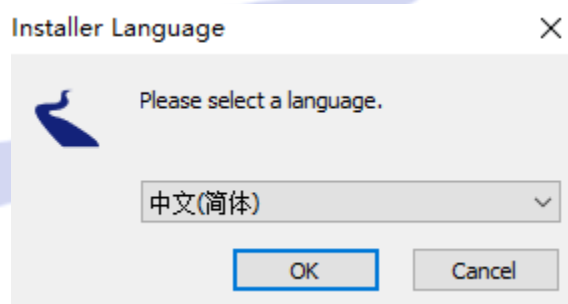 Installer Language
Please select a language.
中文(简体)
OK
Cancel